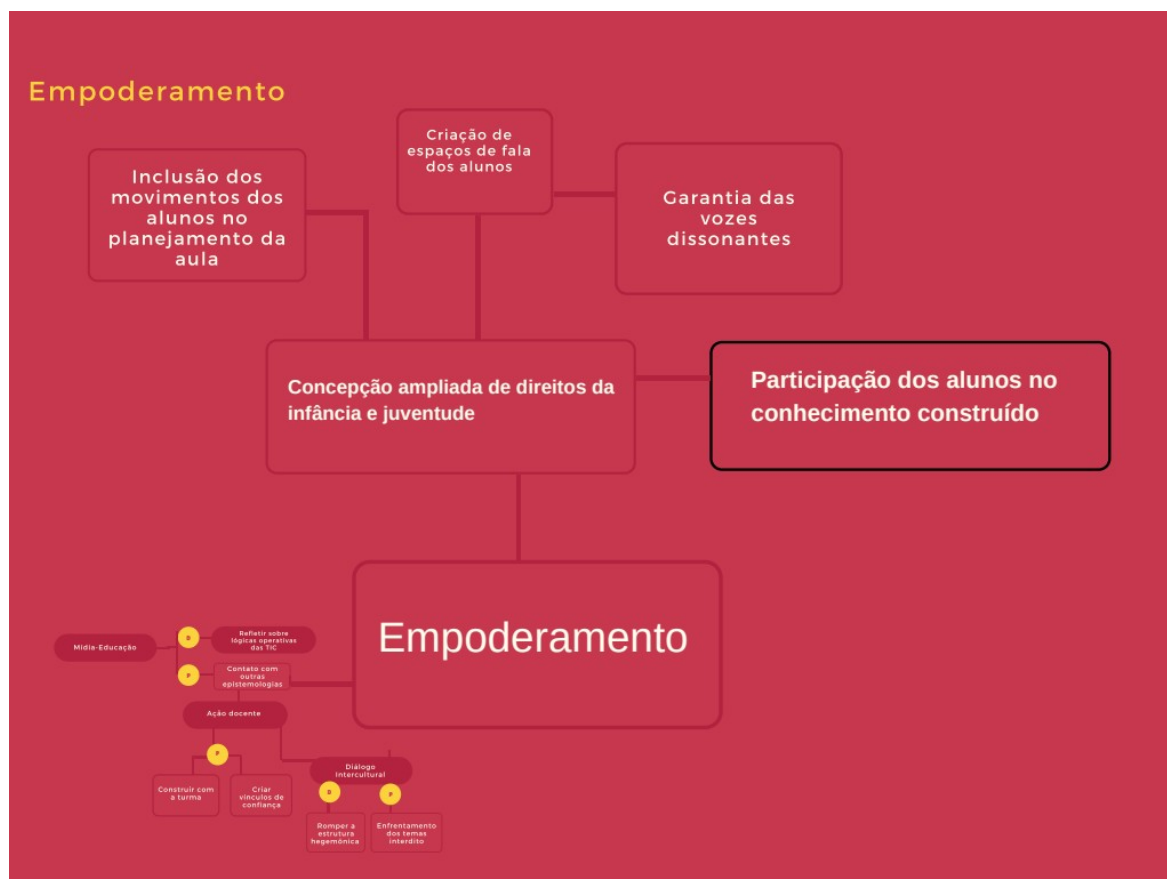 Empoderamento
Criação de
espaços de fala
dos alunos
Inclusão dos
movimentos dos
alunos no
planejamento da
aula
Garantia das
vozes
dissonantes
Concepção ampliada de direitos da
infância e juventude
Participação dos alunos no
conhecimento construído
Empoderamento
Mídia-Educação
Refletir sobre
lógicas operativas
das TIC
P
Contato com
outras
epistemologias
Ação docente
P
Construir com
a turma
Criar
vínculos de
confiança
Diálogo
Intercultural
P
Romper a
estrutura
hegemônica
Enfrentamento
dos temas
interdito